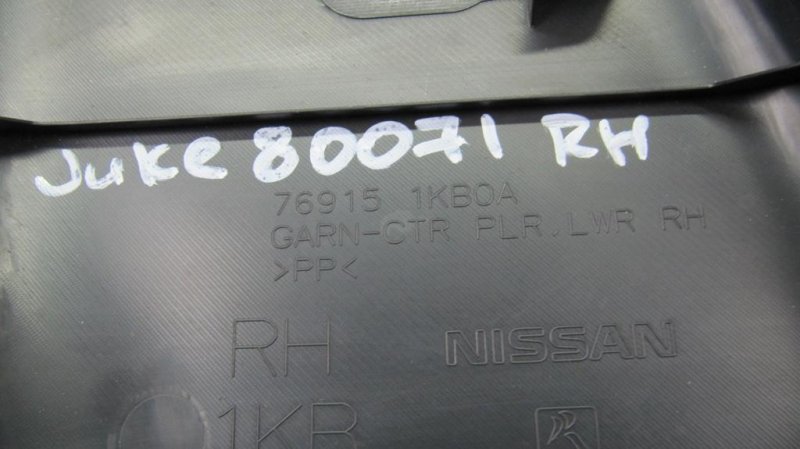 Juke 80071 RH
76915 1KB0A
GARN-CTR PLR.LWR RH
>PP<
RH NISSAN
1KB